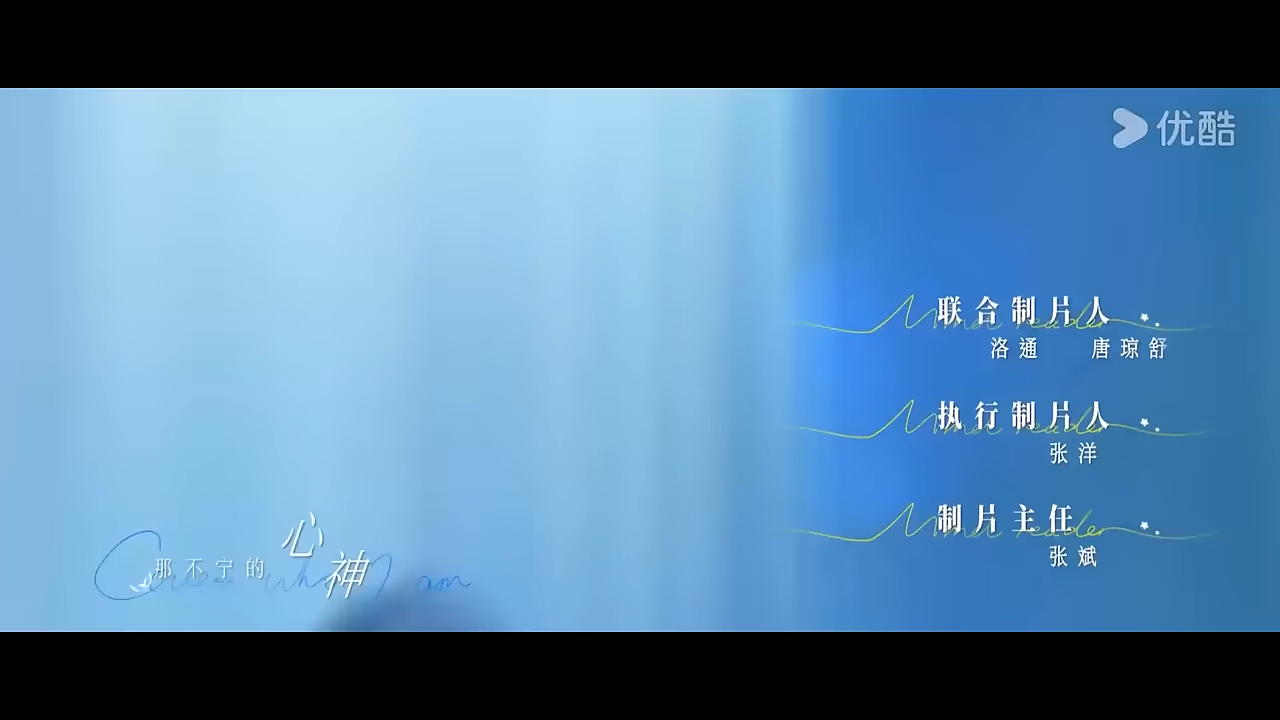 优酷
联合制片人
洛通 唐琼舒
执行制片人
张洋
制片主任
张斌
那不宁的心神
am